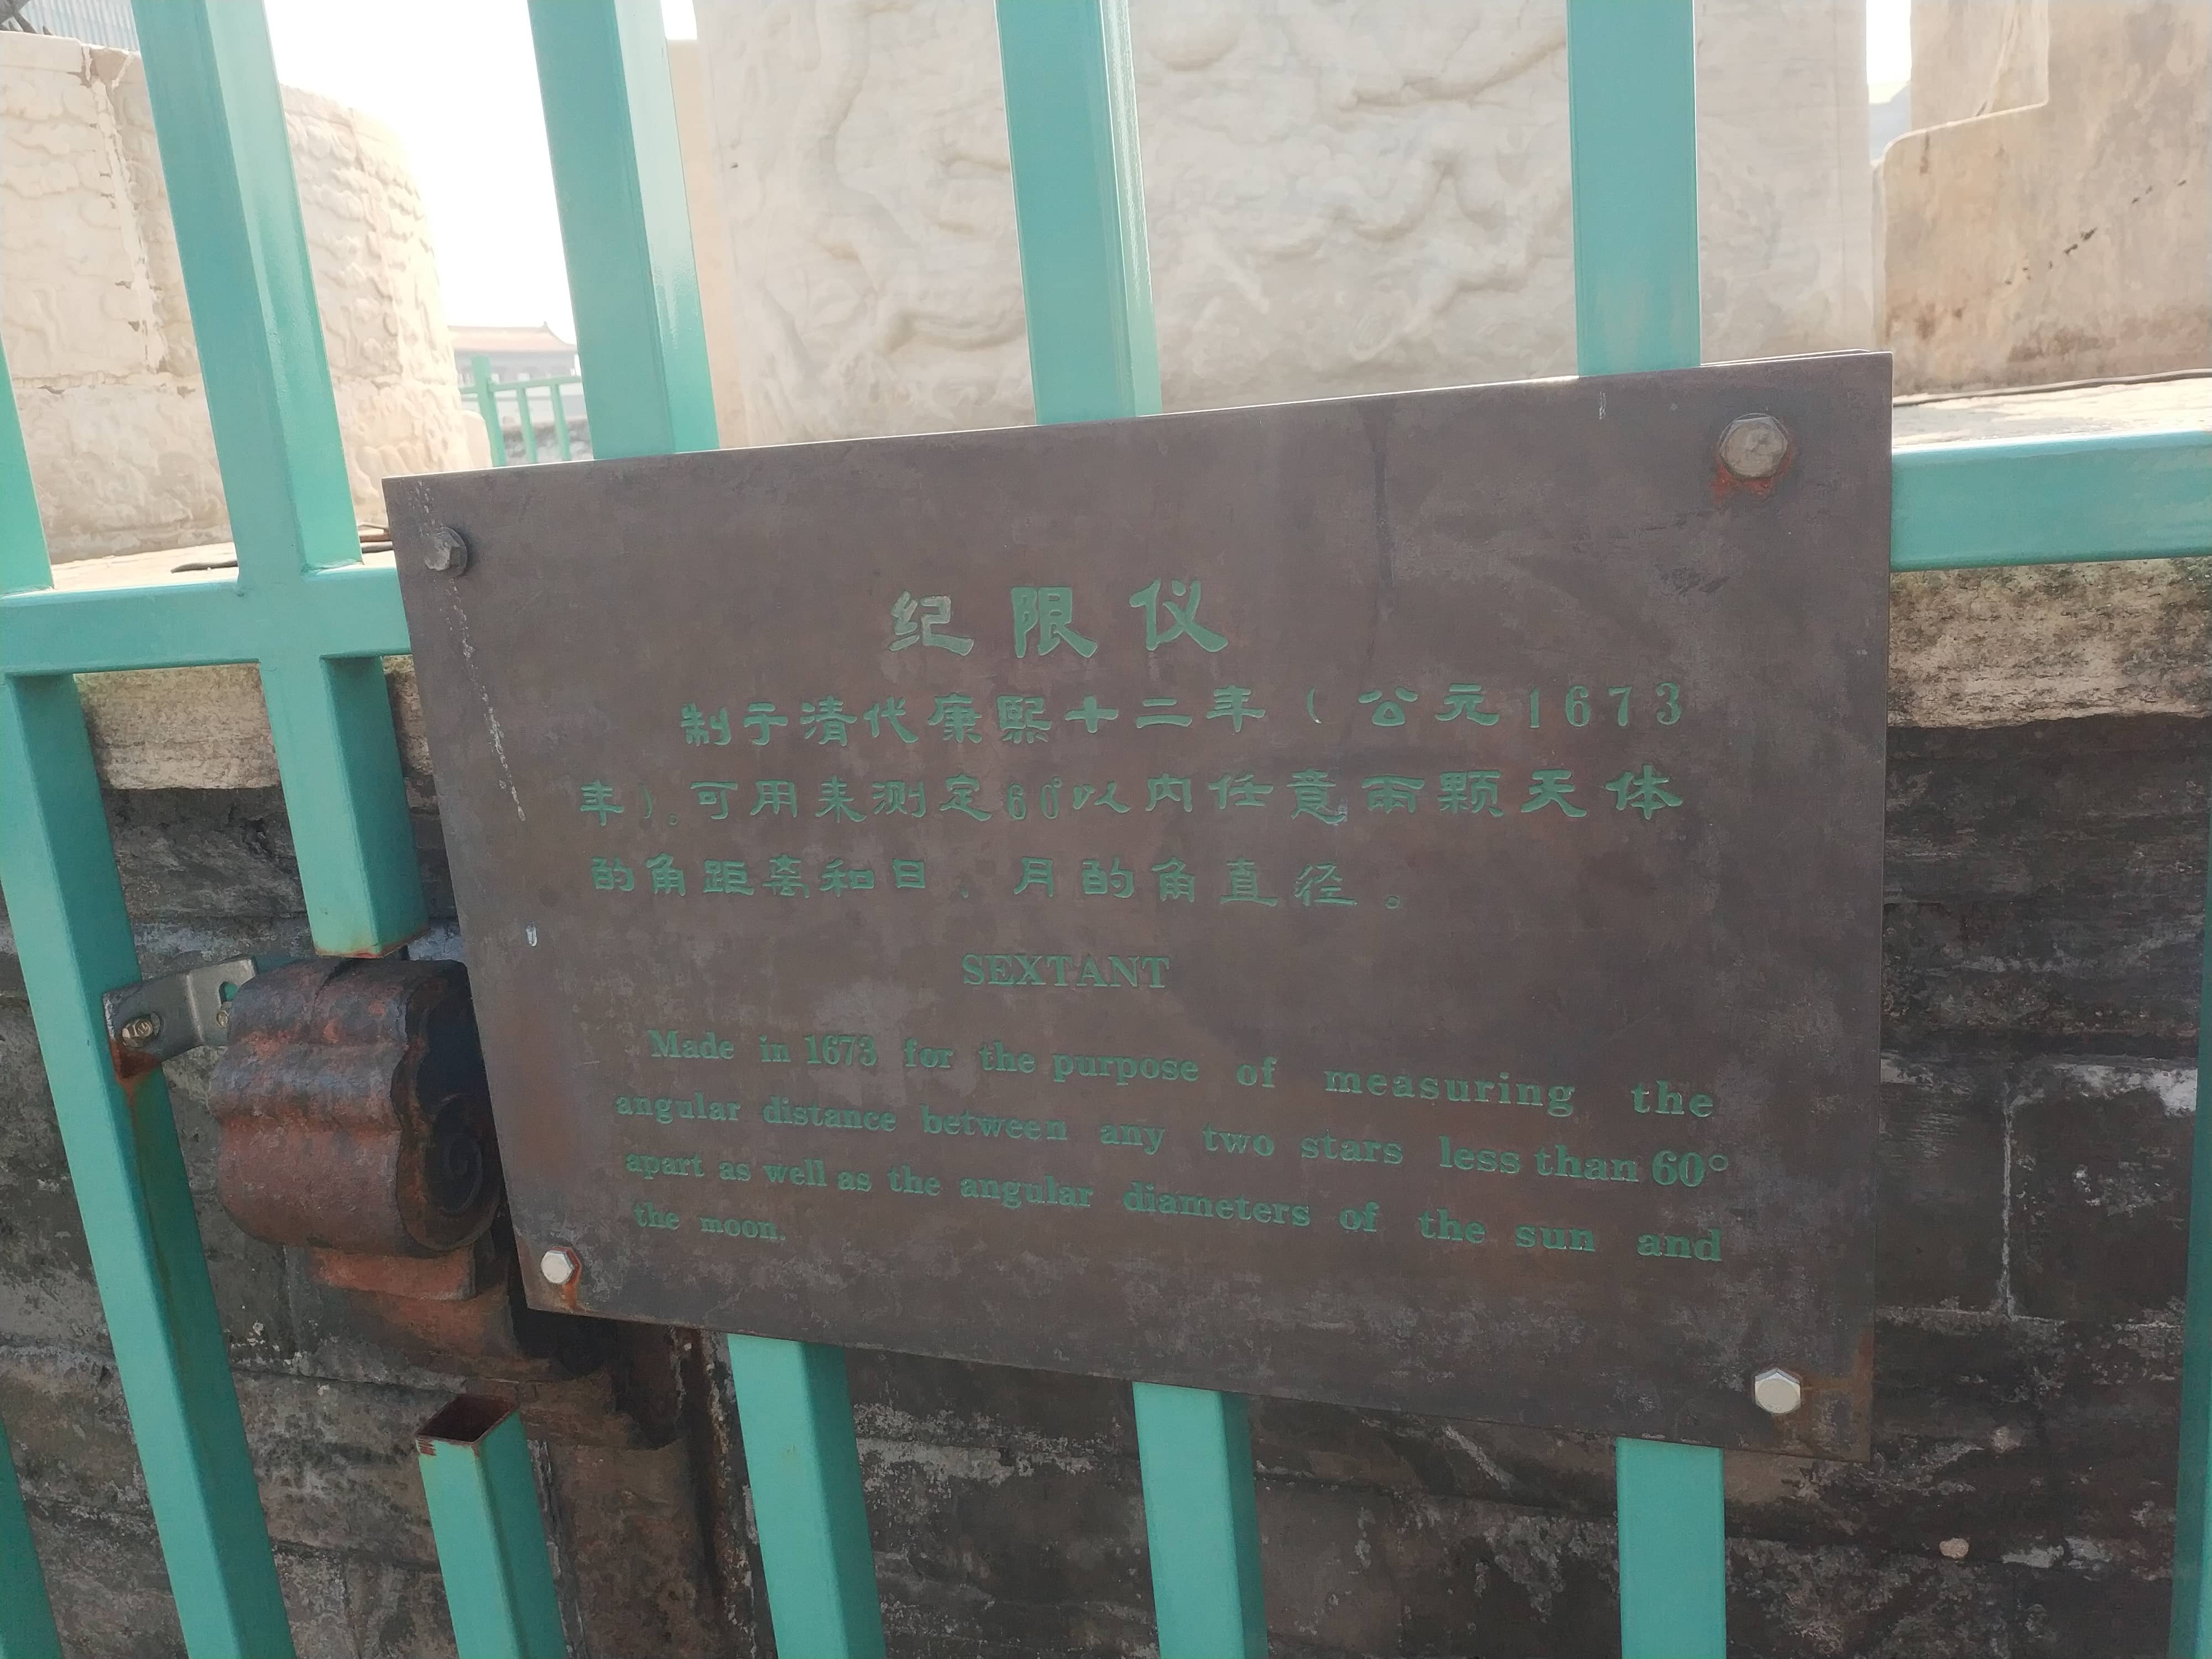 纪限仪
制于清代康熙十二年（公元1673
年）。可用来测定60°以内任意两颗天体
的角距离和日、月的角直径。
SEXTANT
Made in 1673 for the purpose of measuring the
angular distance between any two stars less than 60°
apart as well as the angular diameters of the sun and
the moon.